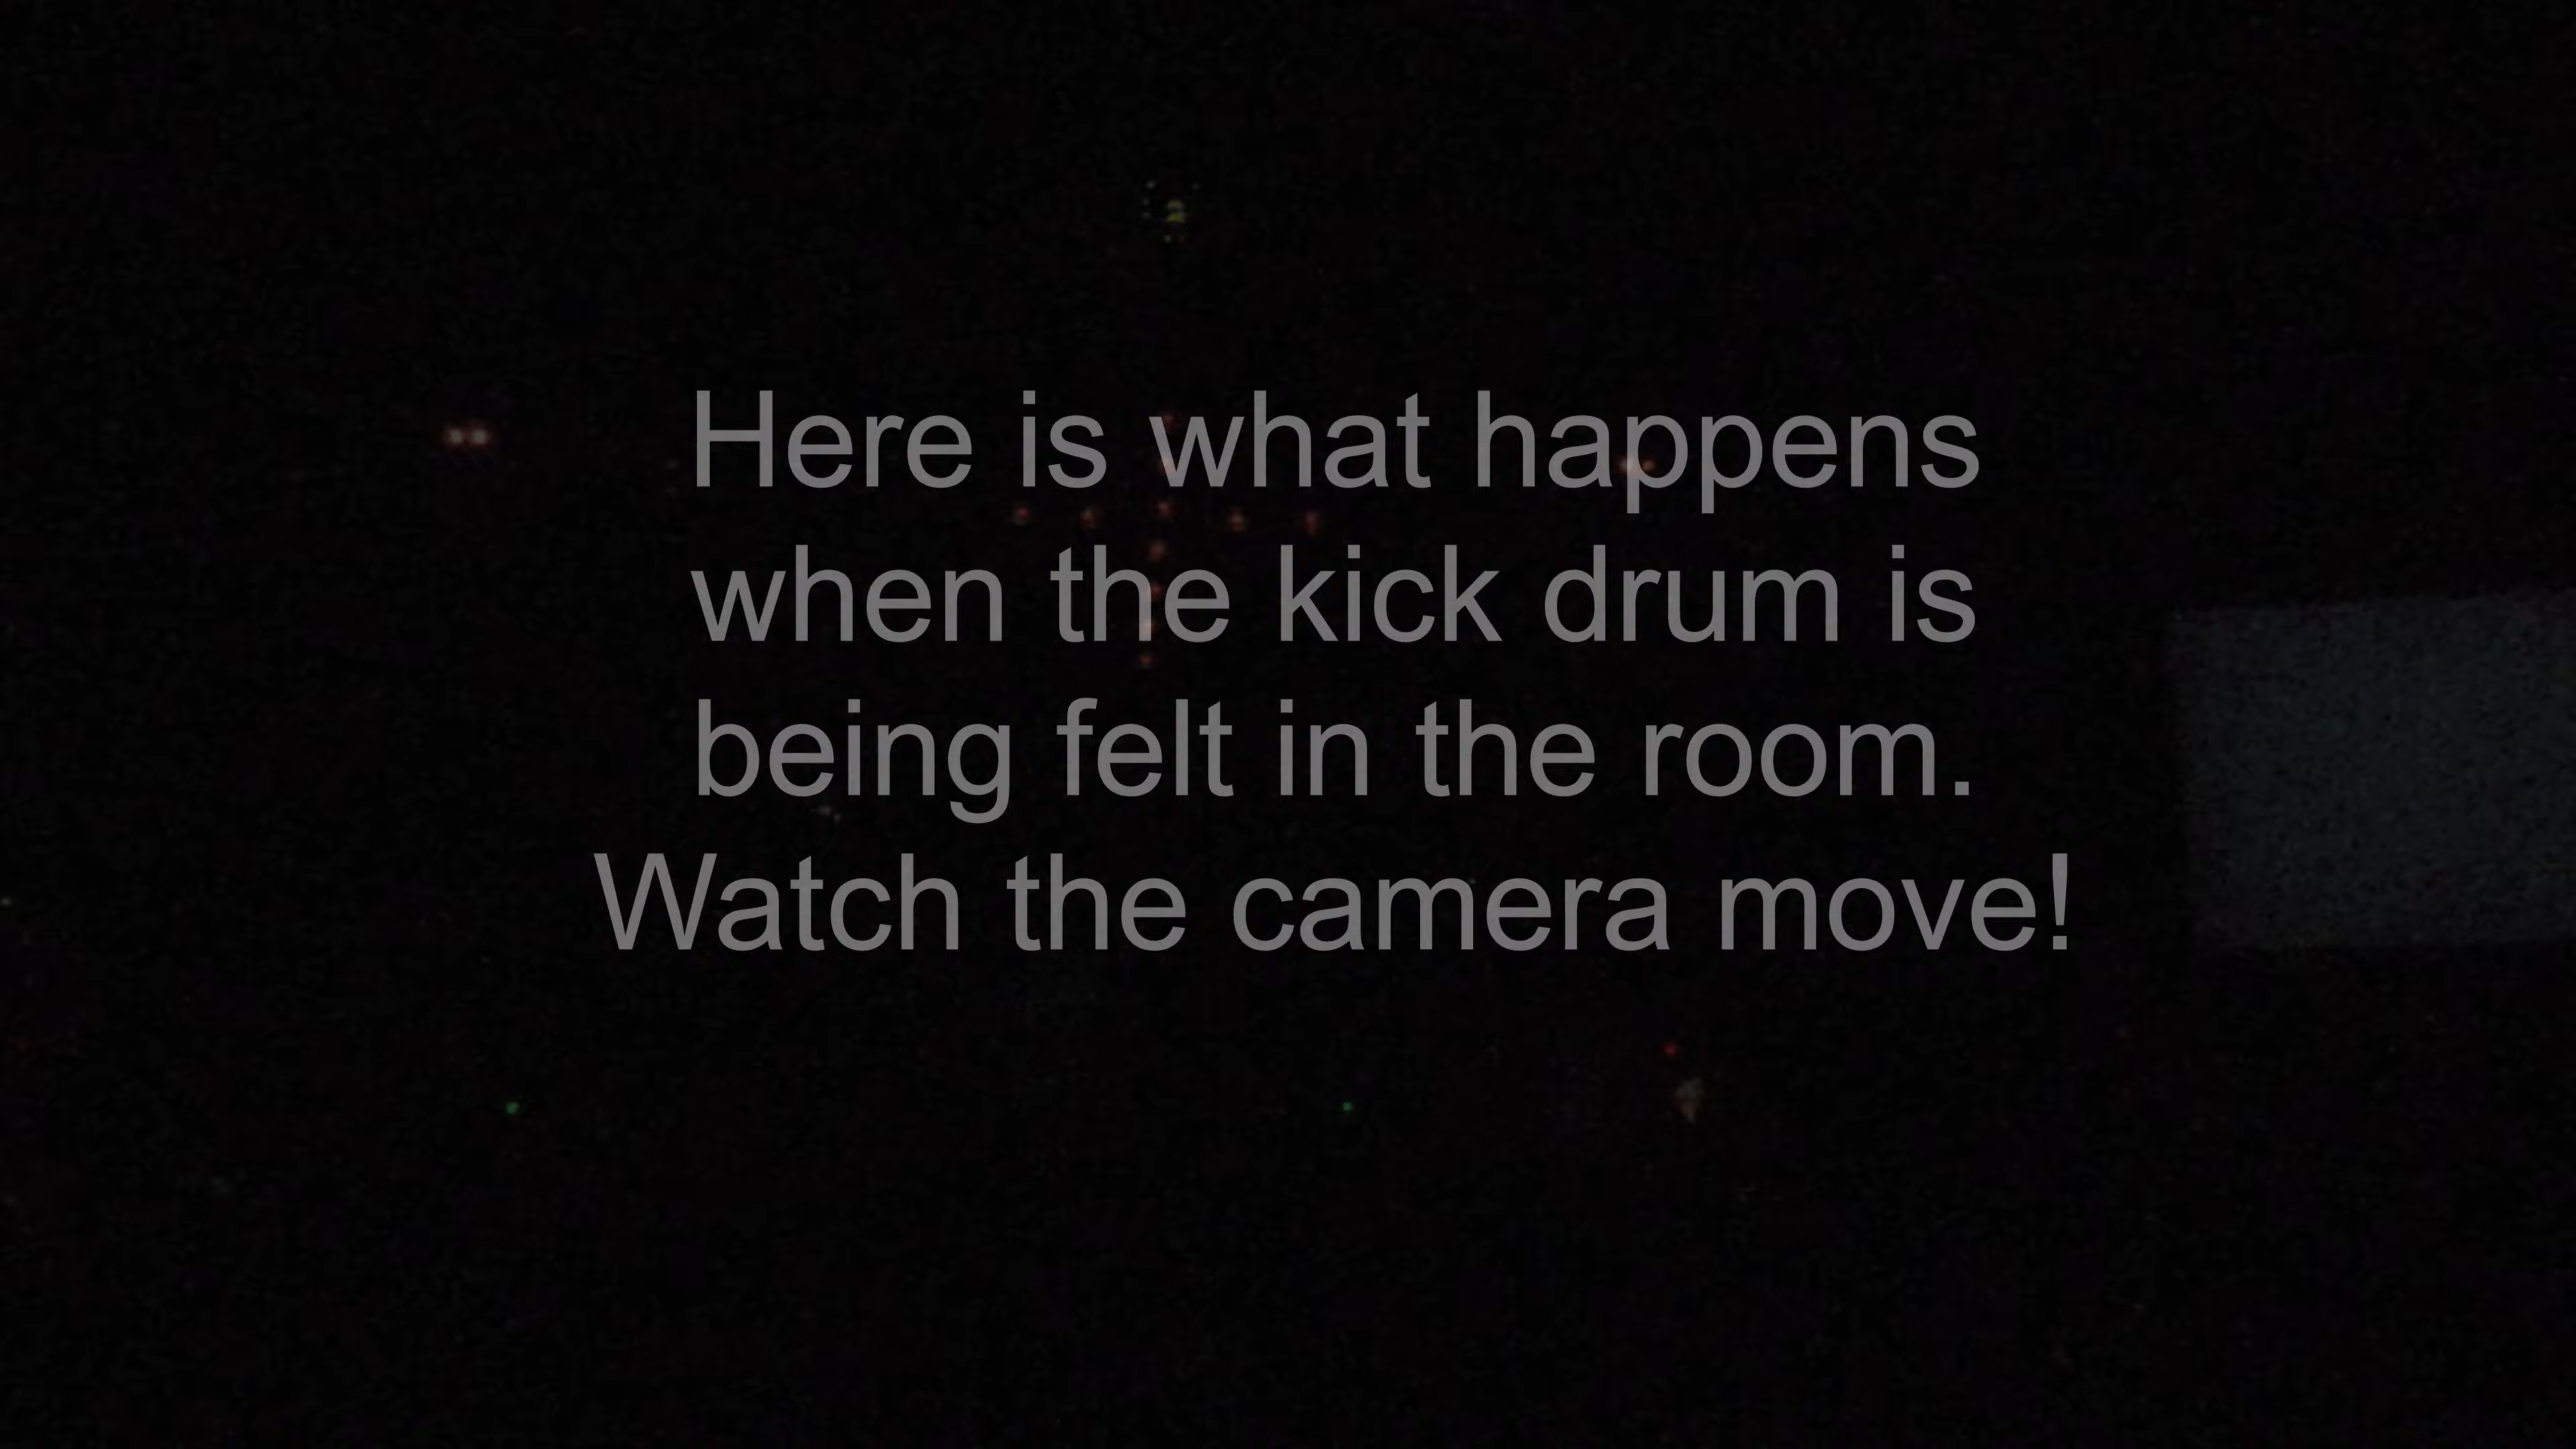 Here is what happens
when the kick drum is
being felt in the room.
Watch the camera move!